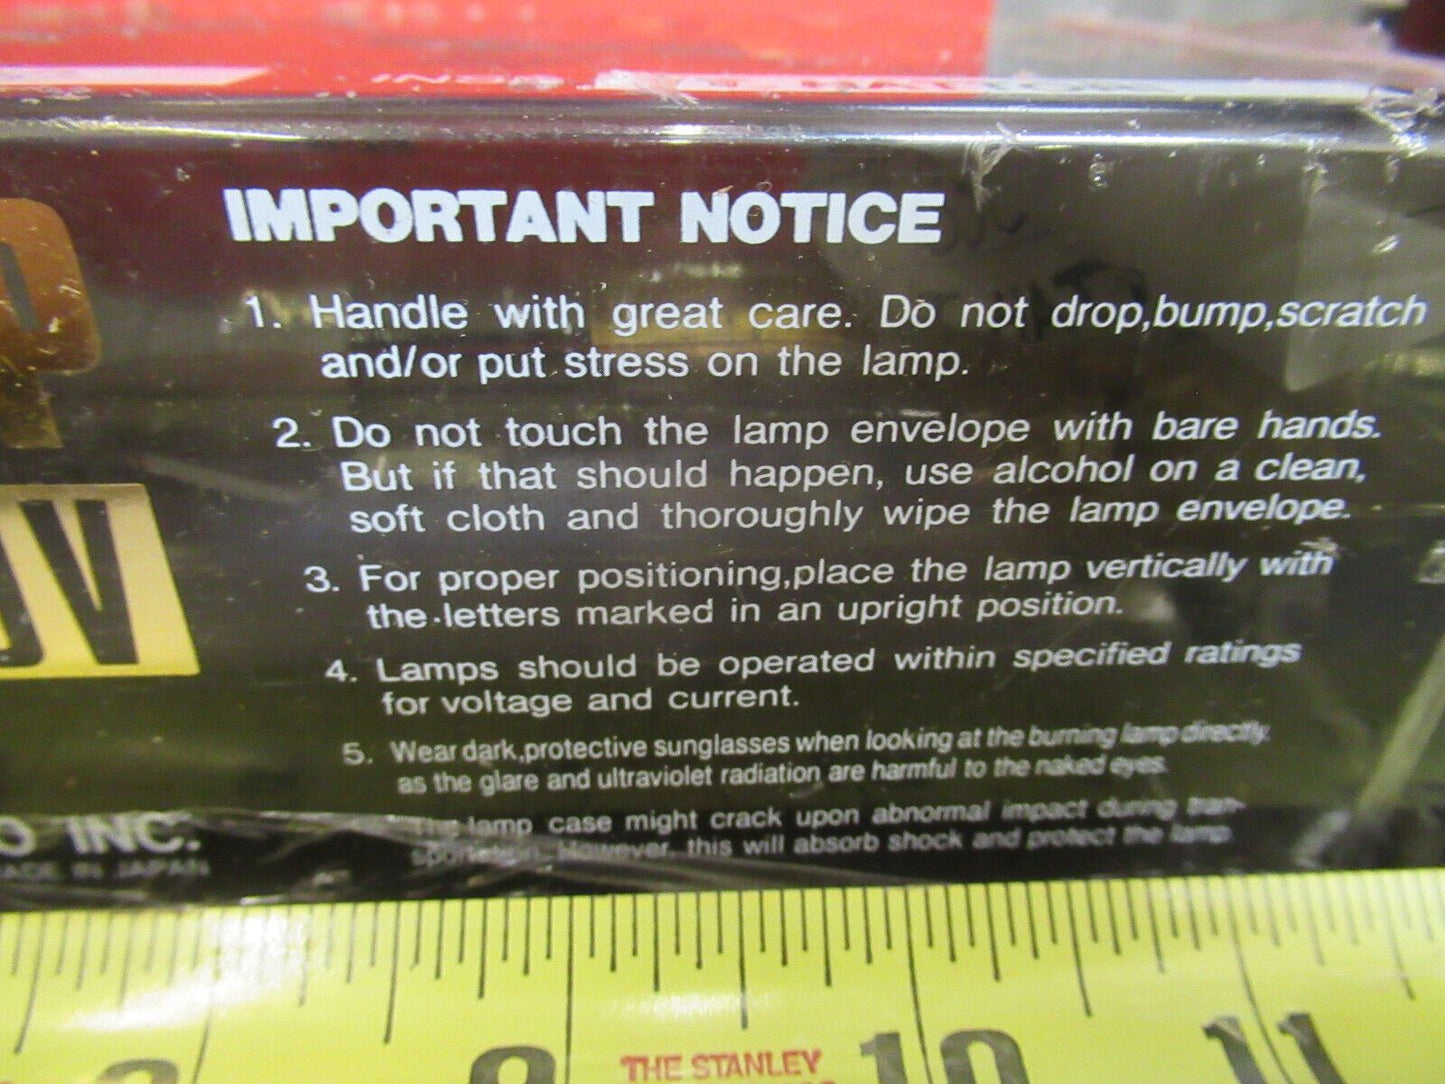 IMPORTANT NOTICE
1. Handle with great care. Do not drop,bump,scratch
and/or put stress on the lamp.
2. Do not touch the lamp envelope with bare hands.
But if that should happen, use alcohol on a clean,
soft cloth and thoroughly wipe the lamp envelope.
3. For proper positioning,place the lamp vertically with
the letters marked in an upright position.
4. Lamps should be operated within specified ratings
for voltage and current.
5. Wear dark,protective sunglasses when looking at the burning lamp directly,
as the glare and ultraviolet radiation are harmful to the naked eyes.
The lamp case might crack upon abnormal impact during tran-
sportation. However, this will absorb shock and protect the lamp.
P
UV
O INC.
MADE IN JAPAN
8 THE STANLEY 10 11